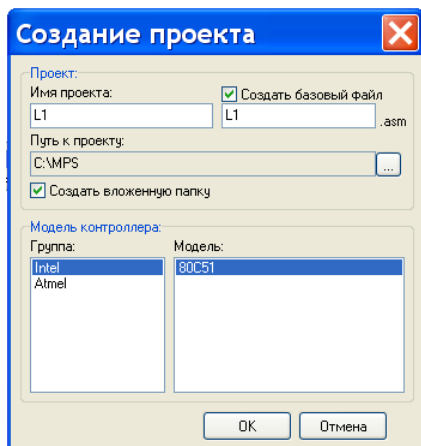 Создание проекта
Проект:
Имя проекта:
Создать базовый файл
L1
L1
.asm
Путь к проекту:
C:\MPS
...
Создать вложенную папку
Модель контроллера:
Группа:
Модель:
Intel
80C51
Atmel
OK
Отмена